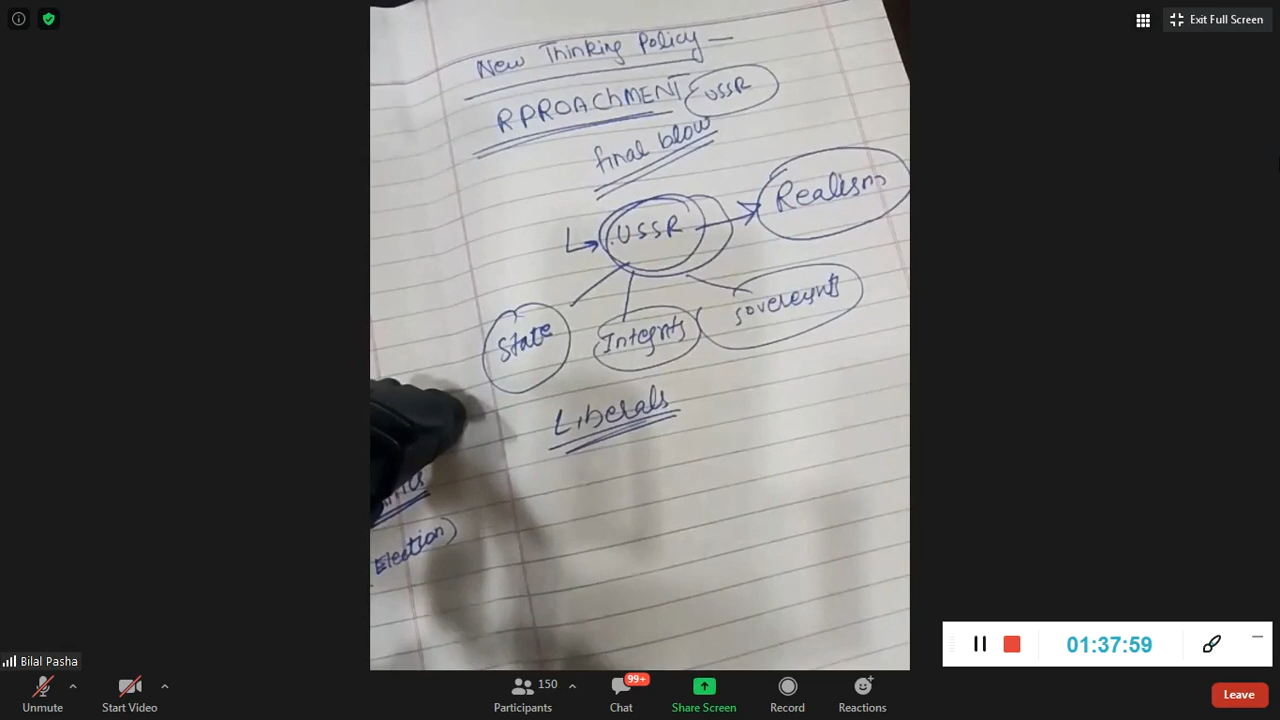 Exit Full Screen
New Thinking Policy —
RPROACHMENT USSR
final blow
USSR → Realism
State Integrity sovereignty
Liberals
Election)
01:37:59
Bilal Pasha
150
99+
Unmute
Start Video
Participants
Chat
Share Screen
Record
Reactions
Leave